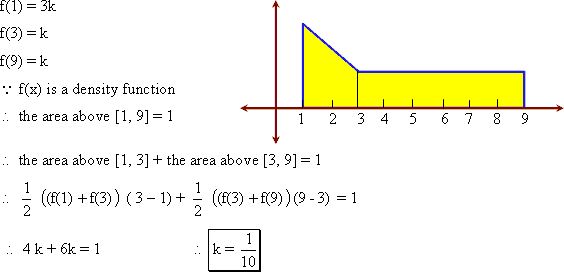 f(1) = 3k
f(3) = k
f(9) = k
∵ f(x) is a density function
∴ the area above [1, 9] = 1
1 2 3 4 5 6 7 8 9
∴ the area above [1, 3] + the area above [3, 9] = 1
∴ 1/2 ((f(1) + f(3)) (3 – 1) + 1/2 ((f(3) + f(9)) (9 - 3) = 1
∴ 4 k + 6k = 1 ∴ k = 1/10